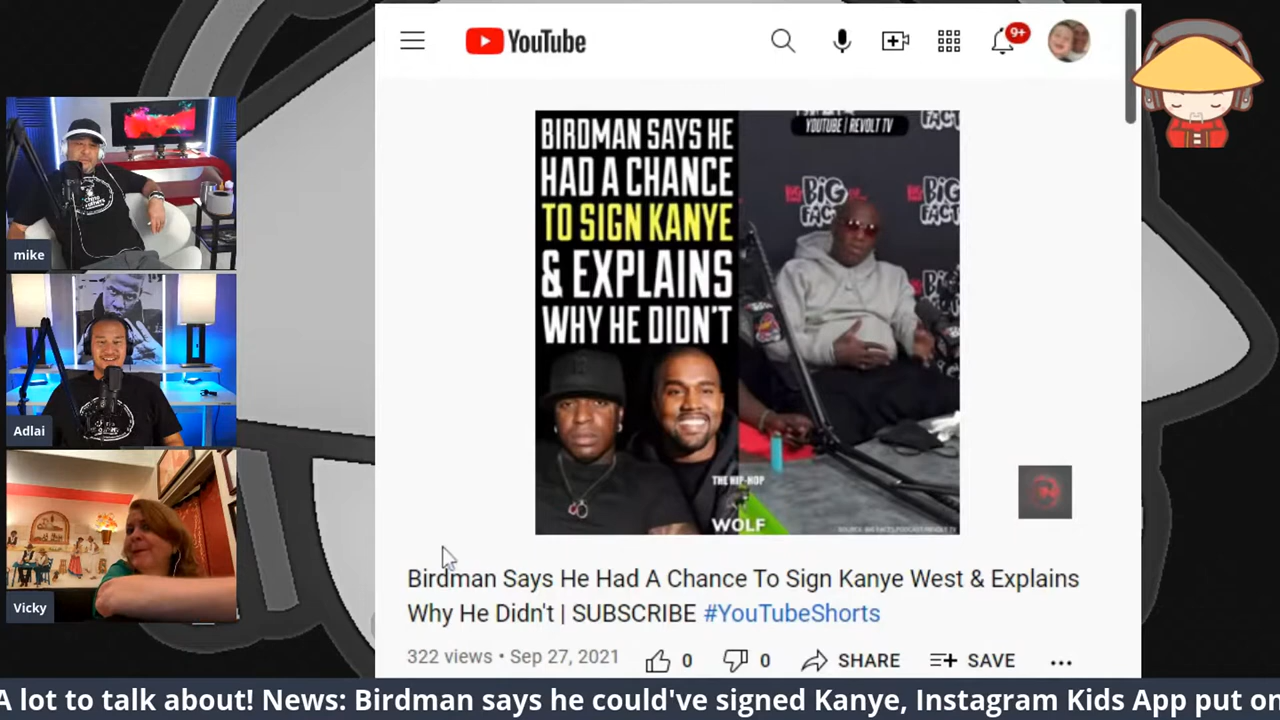 YouTube
9+
BIRDMAN SAYS HE
HAD A CHANCE
TO SIGN KANYE
& EXPLAINS
WHY HE DIDN'T
YOUTUBE | REVOLT TV
BIG
FACT
THE HIP-HOP
WOLF
mike
Adlai
Vicky
Birdman Says He Had A Chance To Sign Kanye West & Explains
Why He Didn't | SUBSCRIBE #YouTubeShorts
322 views • Sep 27, 2021
0
0
SHARE
SAVE
A lot to talk about! News: Birdman says he could've signed Kanye, Instagram Kids App put on